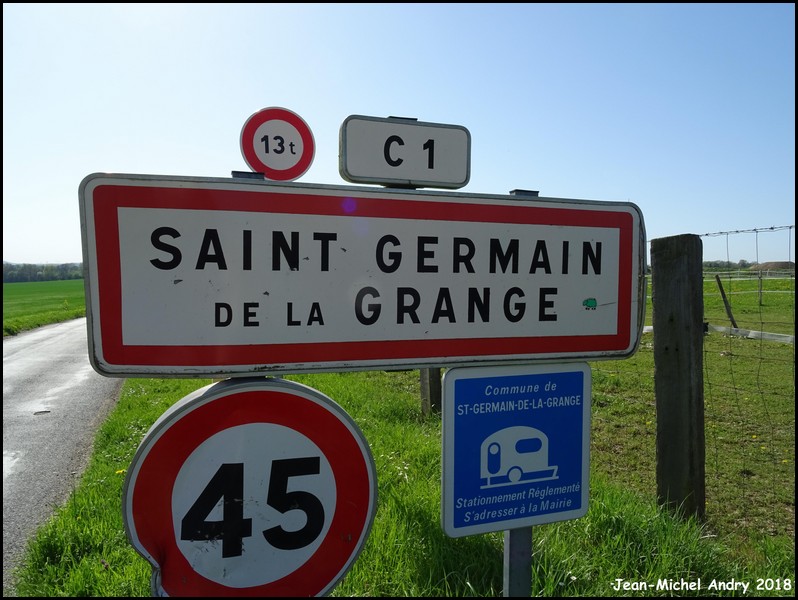 13t
C 1
SAINT GERMAIN
DE LA GRANGE
45
Commune de
ST-GERMAIN-DE-LA-GRANGE
Stationnement Réglementé
S'adresser à la Mairie
Jean-Michel Andry 2018